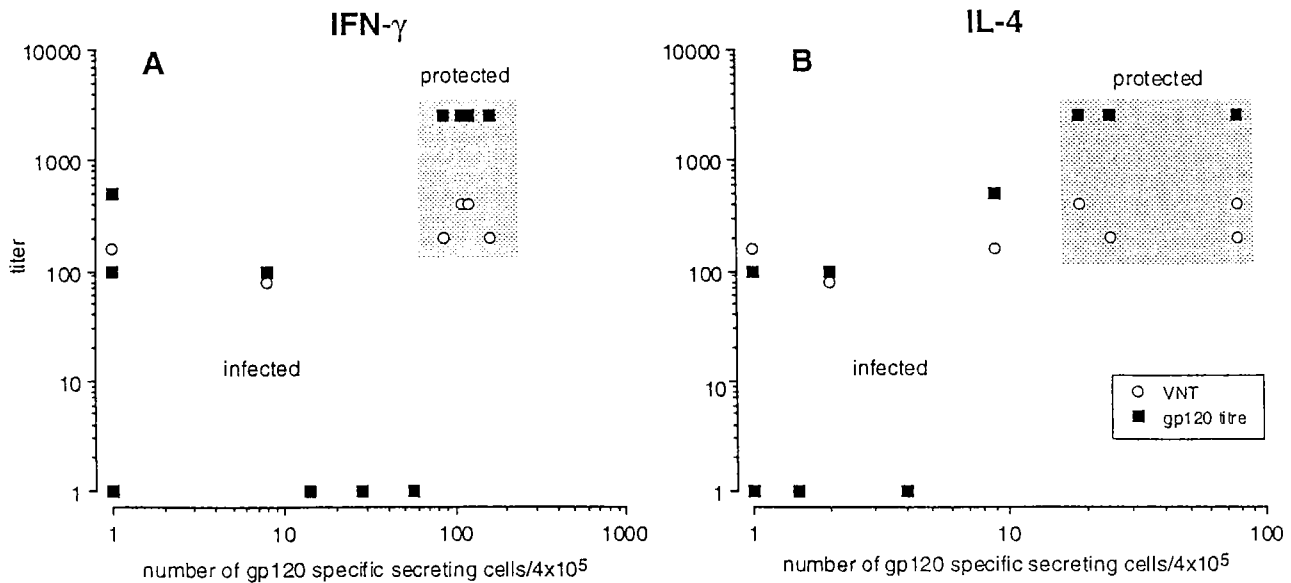 IFN-γ
A
protected
10000
1000
100
10
1
titer
infected
1 10 100 1000
number of gp120 specific secreting cells/4x10⁵
IL-4
B
protected
10000
1000
100
10
1
infected
VNT
gp120 titre
1 10 100
number of gp120 specific secreting cells/4x10⁵